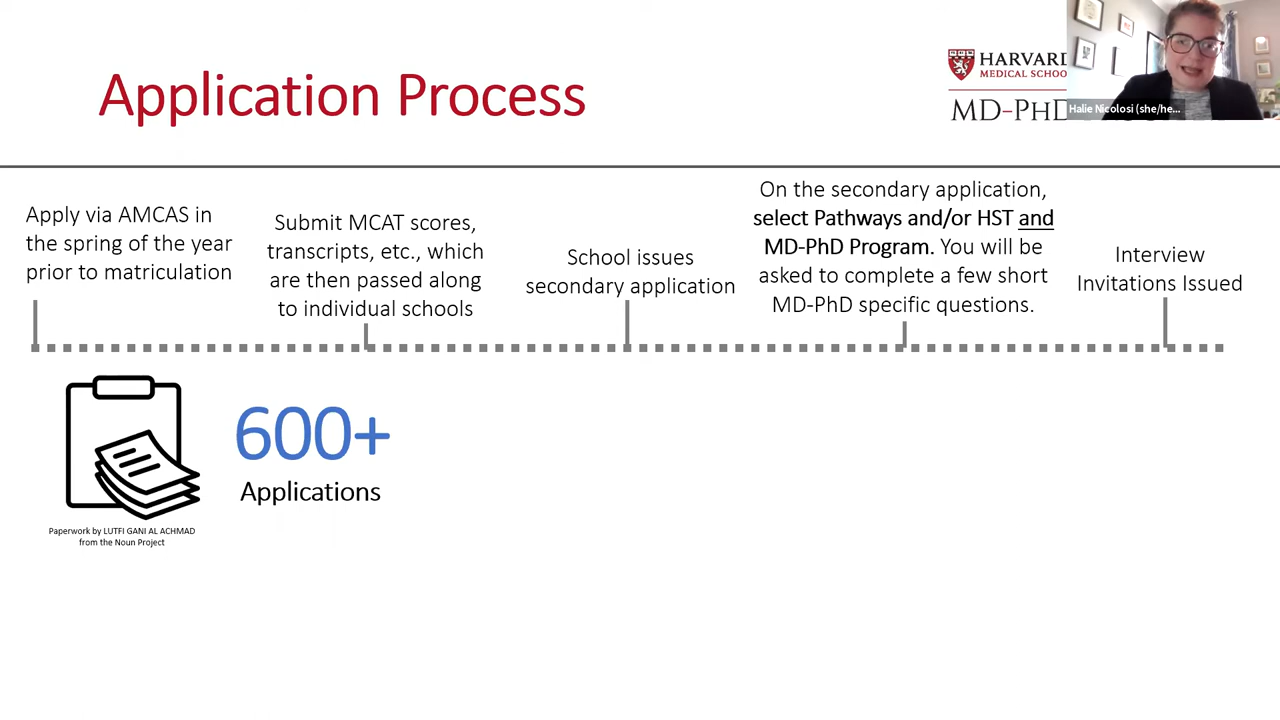 Application Process
HARVARD
MEDICAL SCHOO
MD-PHD
Halie Nicolosi (she/he...
Apply via AMCAS in
the spring of the year
prior to matriculation
Submit MCAT scores,
transcripts, etc., which
are then passed along
to individual schools
School issues
secondary application
On the secondary application,
select Pathways and/or HST and
MD-PhD Program. You will be
asked to complete a few short
MD-PhD specific questions.
Interview
Invitations Issued
600+
Applications
Paperwork by LUTFI GANI AL ACHMAD
from the Noun Project